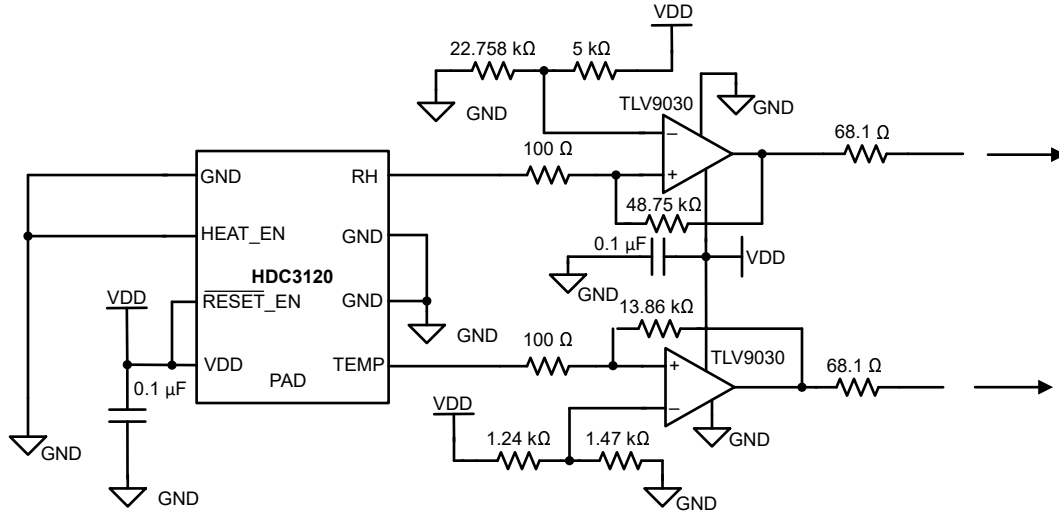 VDD
22.758 kΩ
5 kΩ
TLV9030
GND
GND
68.1 Ω
100 Ω
GND
RH
48.75 kΩ
HEAT_EN
GND
0.1 µF
VDD
HDC3120
GND
VDD
RESET_EN
GND
13.86 kΩ
GND
100 Ω
VDD
TEMP
TLV9030
68.1 Ω
0.1 µF
PAD
VDD
1.24 kΩ
1.47 kΩ
GND
GND
GND
GND